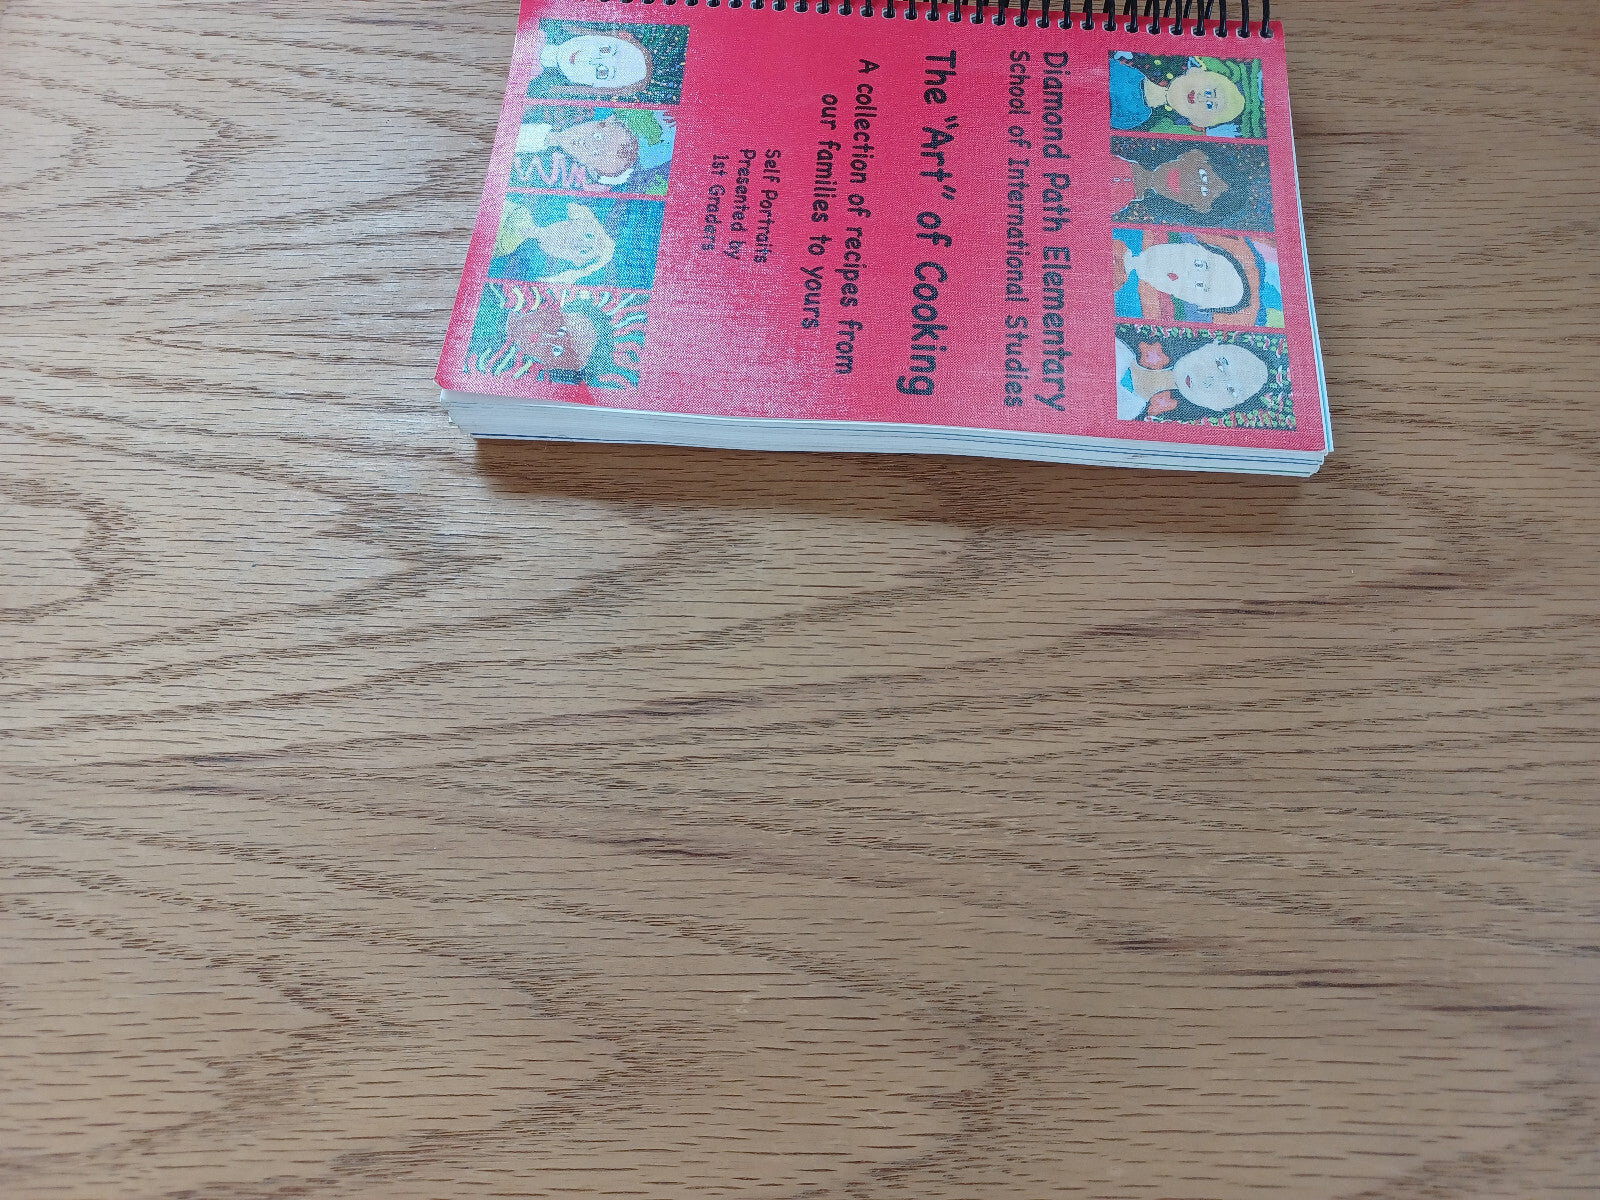 Diamond Path Elementary
School of International Studies
The "Art" of Cooking
A collection of recipes from
our families to yours
Self Portraits
Presented by
1st Graders